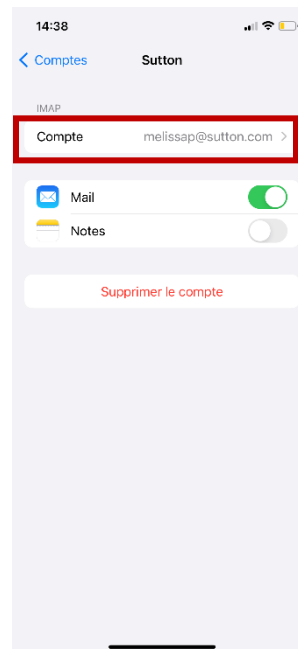 14:38
Comptes Sutton
IMAP
Compte melissap@sutton.com
Mail
Notes
Supprimer le compte